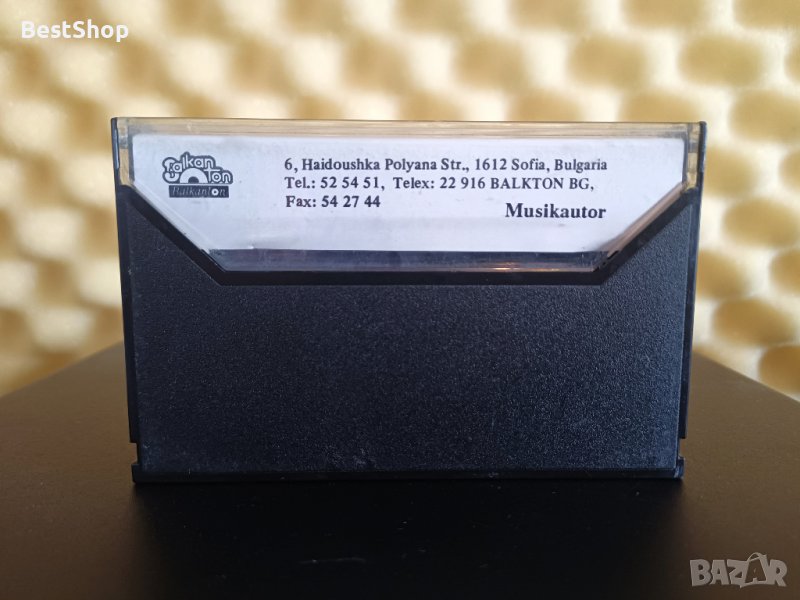 BestShop
Balkan
ton
Balkanton
6, Haidoushka Polyana Str., 1612 Sofia, Bulgaria
Tel.: 52 54 51, Telex: 22 916 BALKTON BG,
Fax: 54 27 44
Musikautor
BAZAR